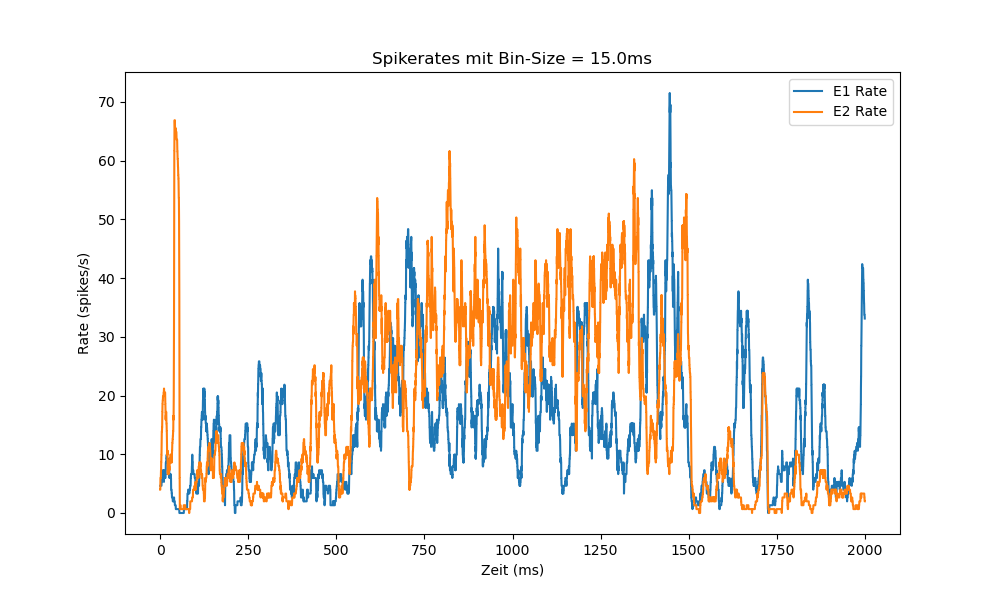 Spikerates mit Bin-Size = 15.0ms
E1 Rate
E2 Rate
70
60
50
40
30
20
10
0
Rate (spikes/s)
0 250 500 750 1000 1250 1500 1750 2000
Zeit (ms)